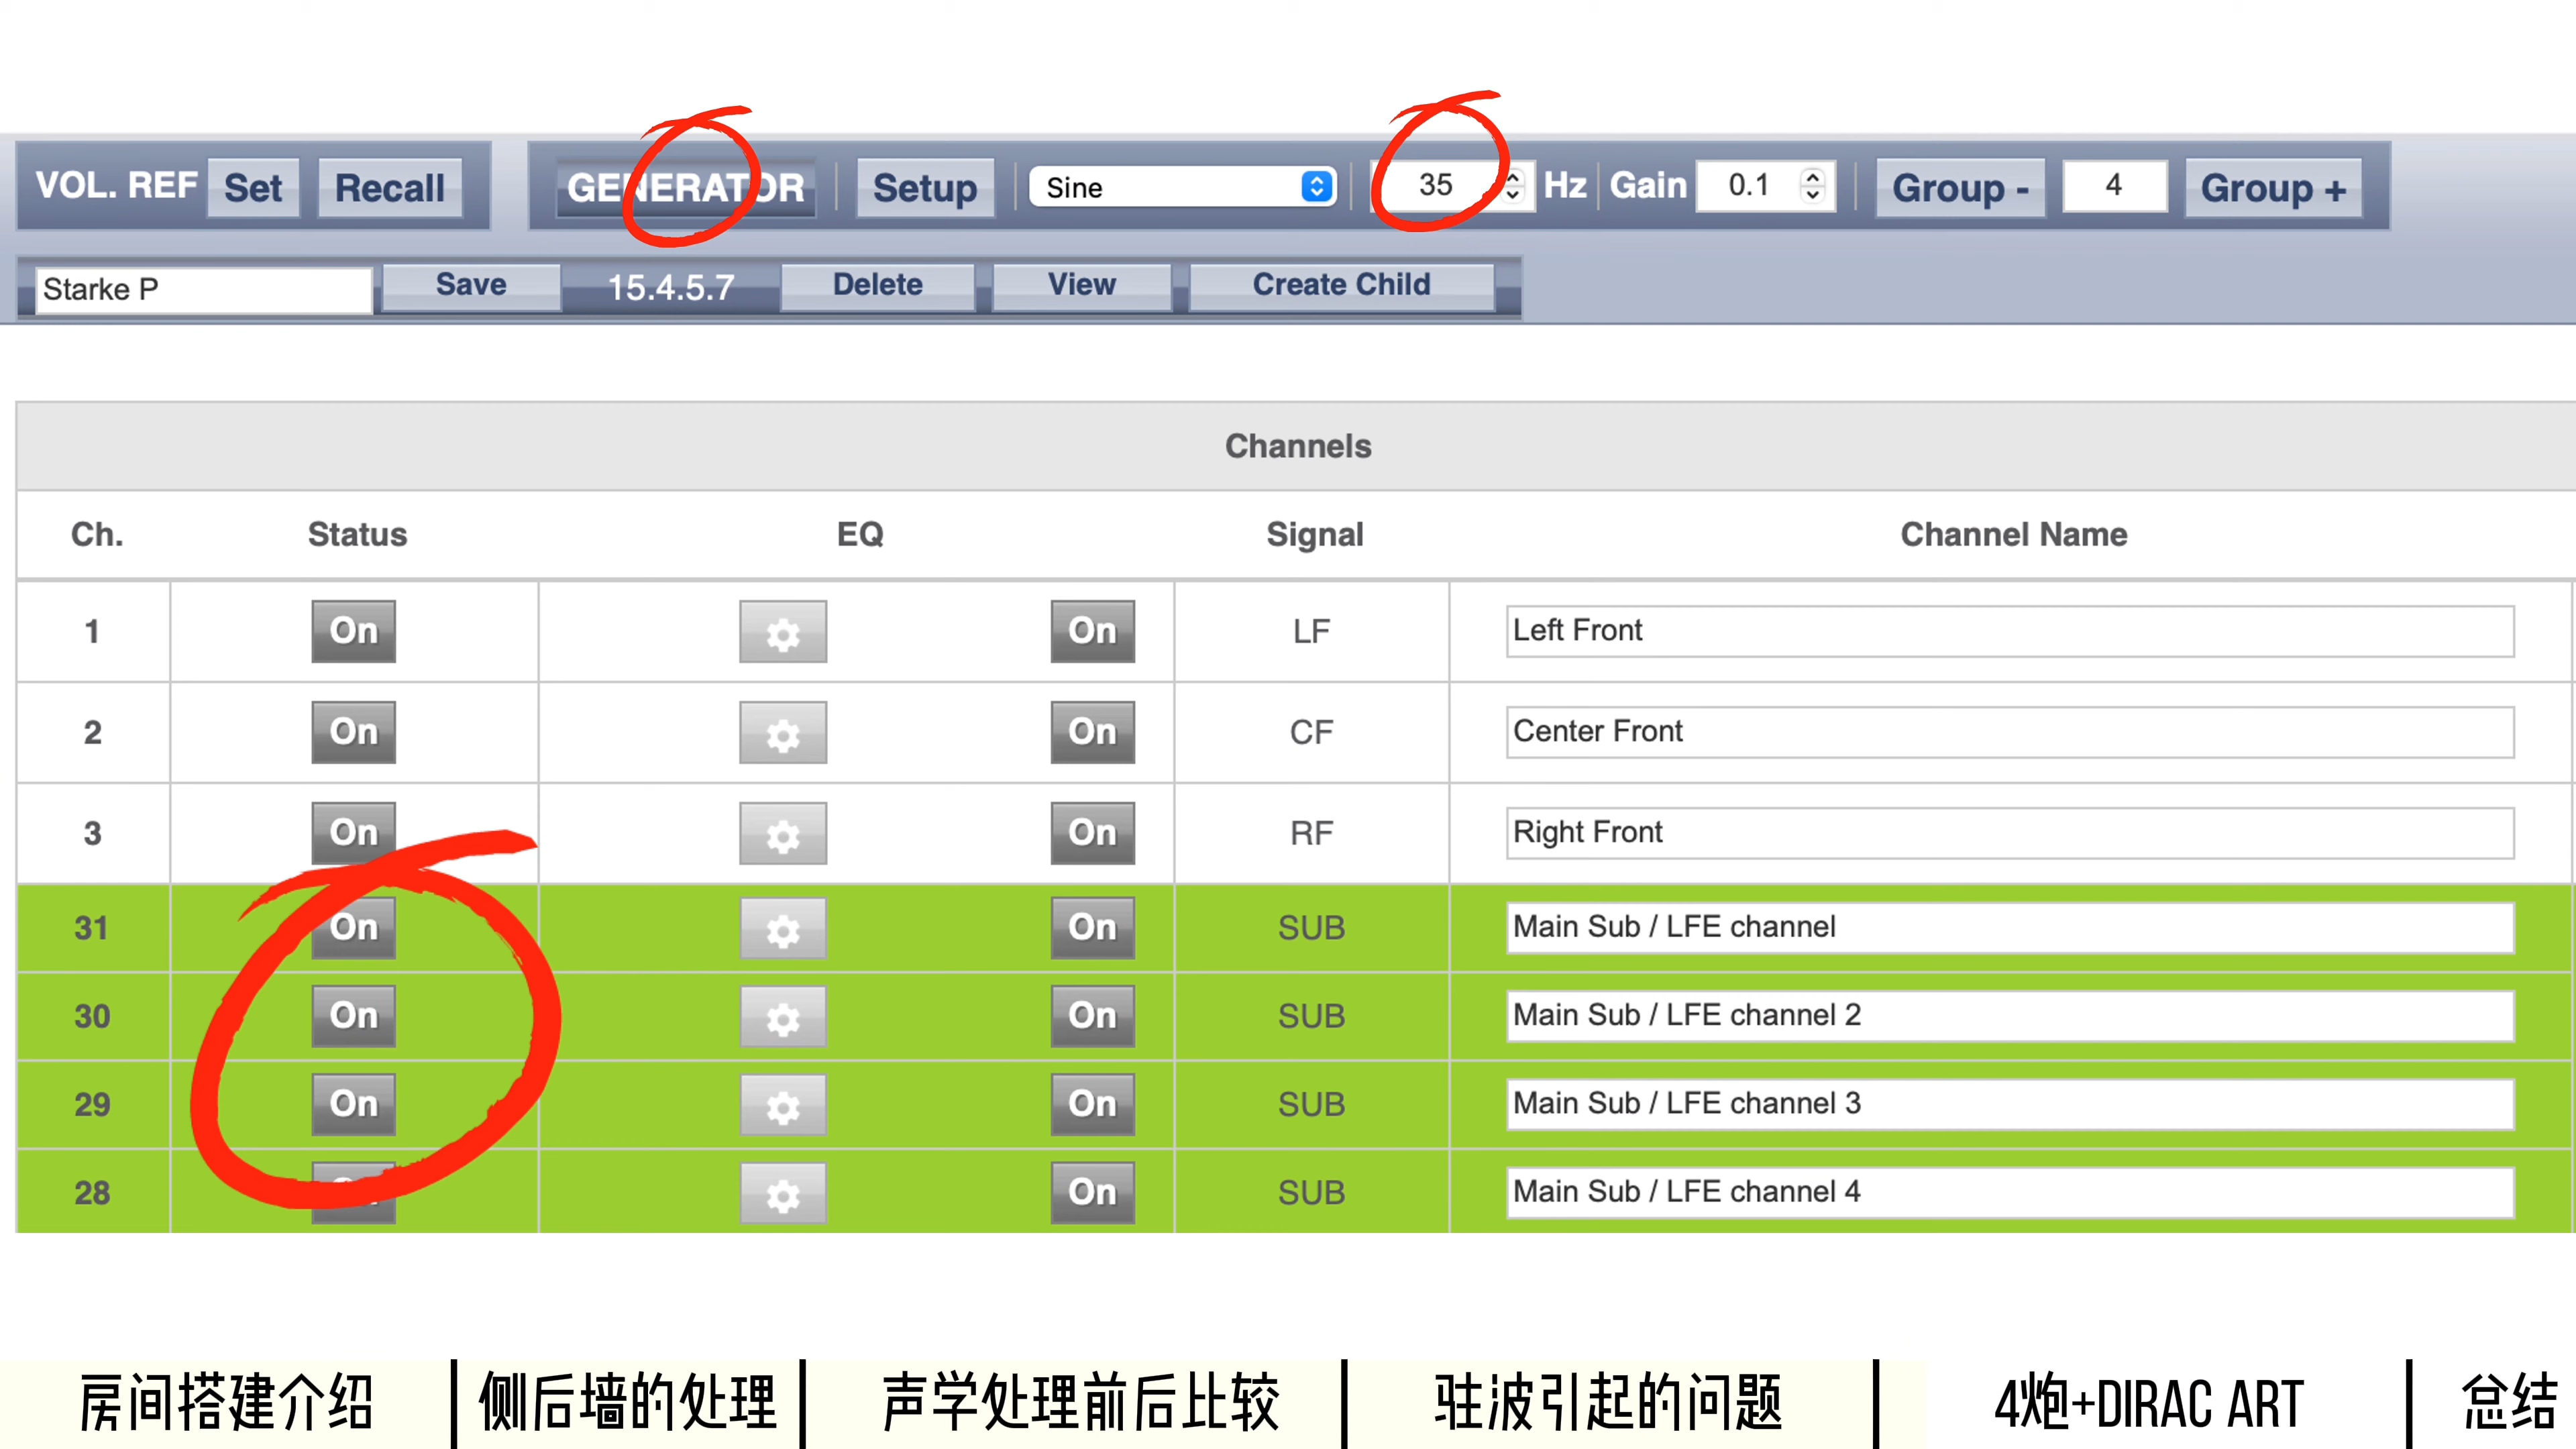 VOL. REF Set Recall GENERATOR Setup Sine 35 Hz Gain 0.1 Group - 4 Group +
Starke P Save 15.4.5.7 Delete View Create Child
Channels
Ch. Status EQ Signal Channel Name
1 On On LF Left Front
2 On On CF Center Front
3 On On RF Right Front
31 On On SUB Main Sub / LFE channel
30 On On SUB Main Sub / LFE channel 2
29 On On SUB Main Sub / LFE channel 3
28 On On SUB Main Sub / LFE channel 4
房间搭建介绍 侧后墙的处理 声学处理前后比较 驻波引起的问题 4炮+DIRAC ART 总结